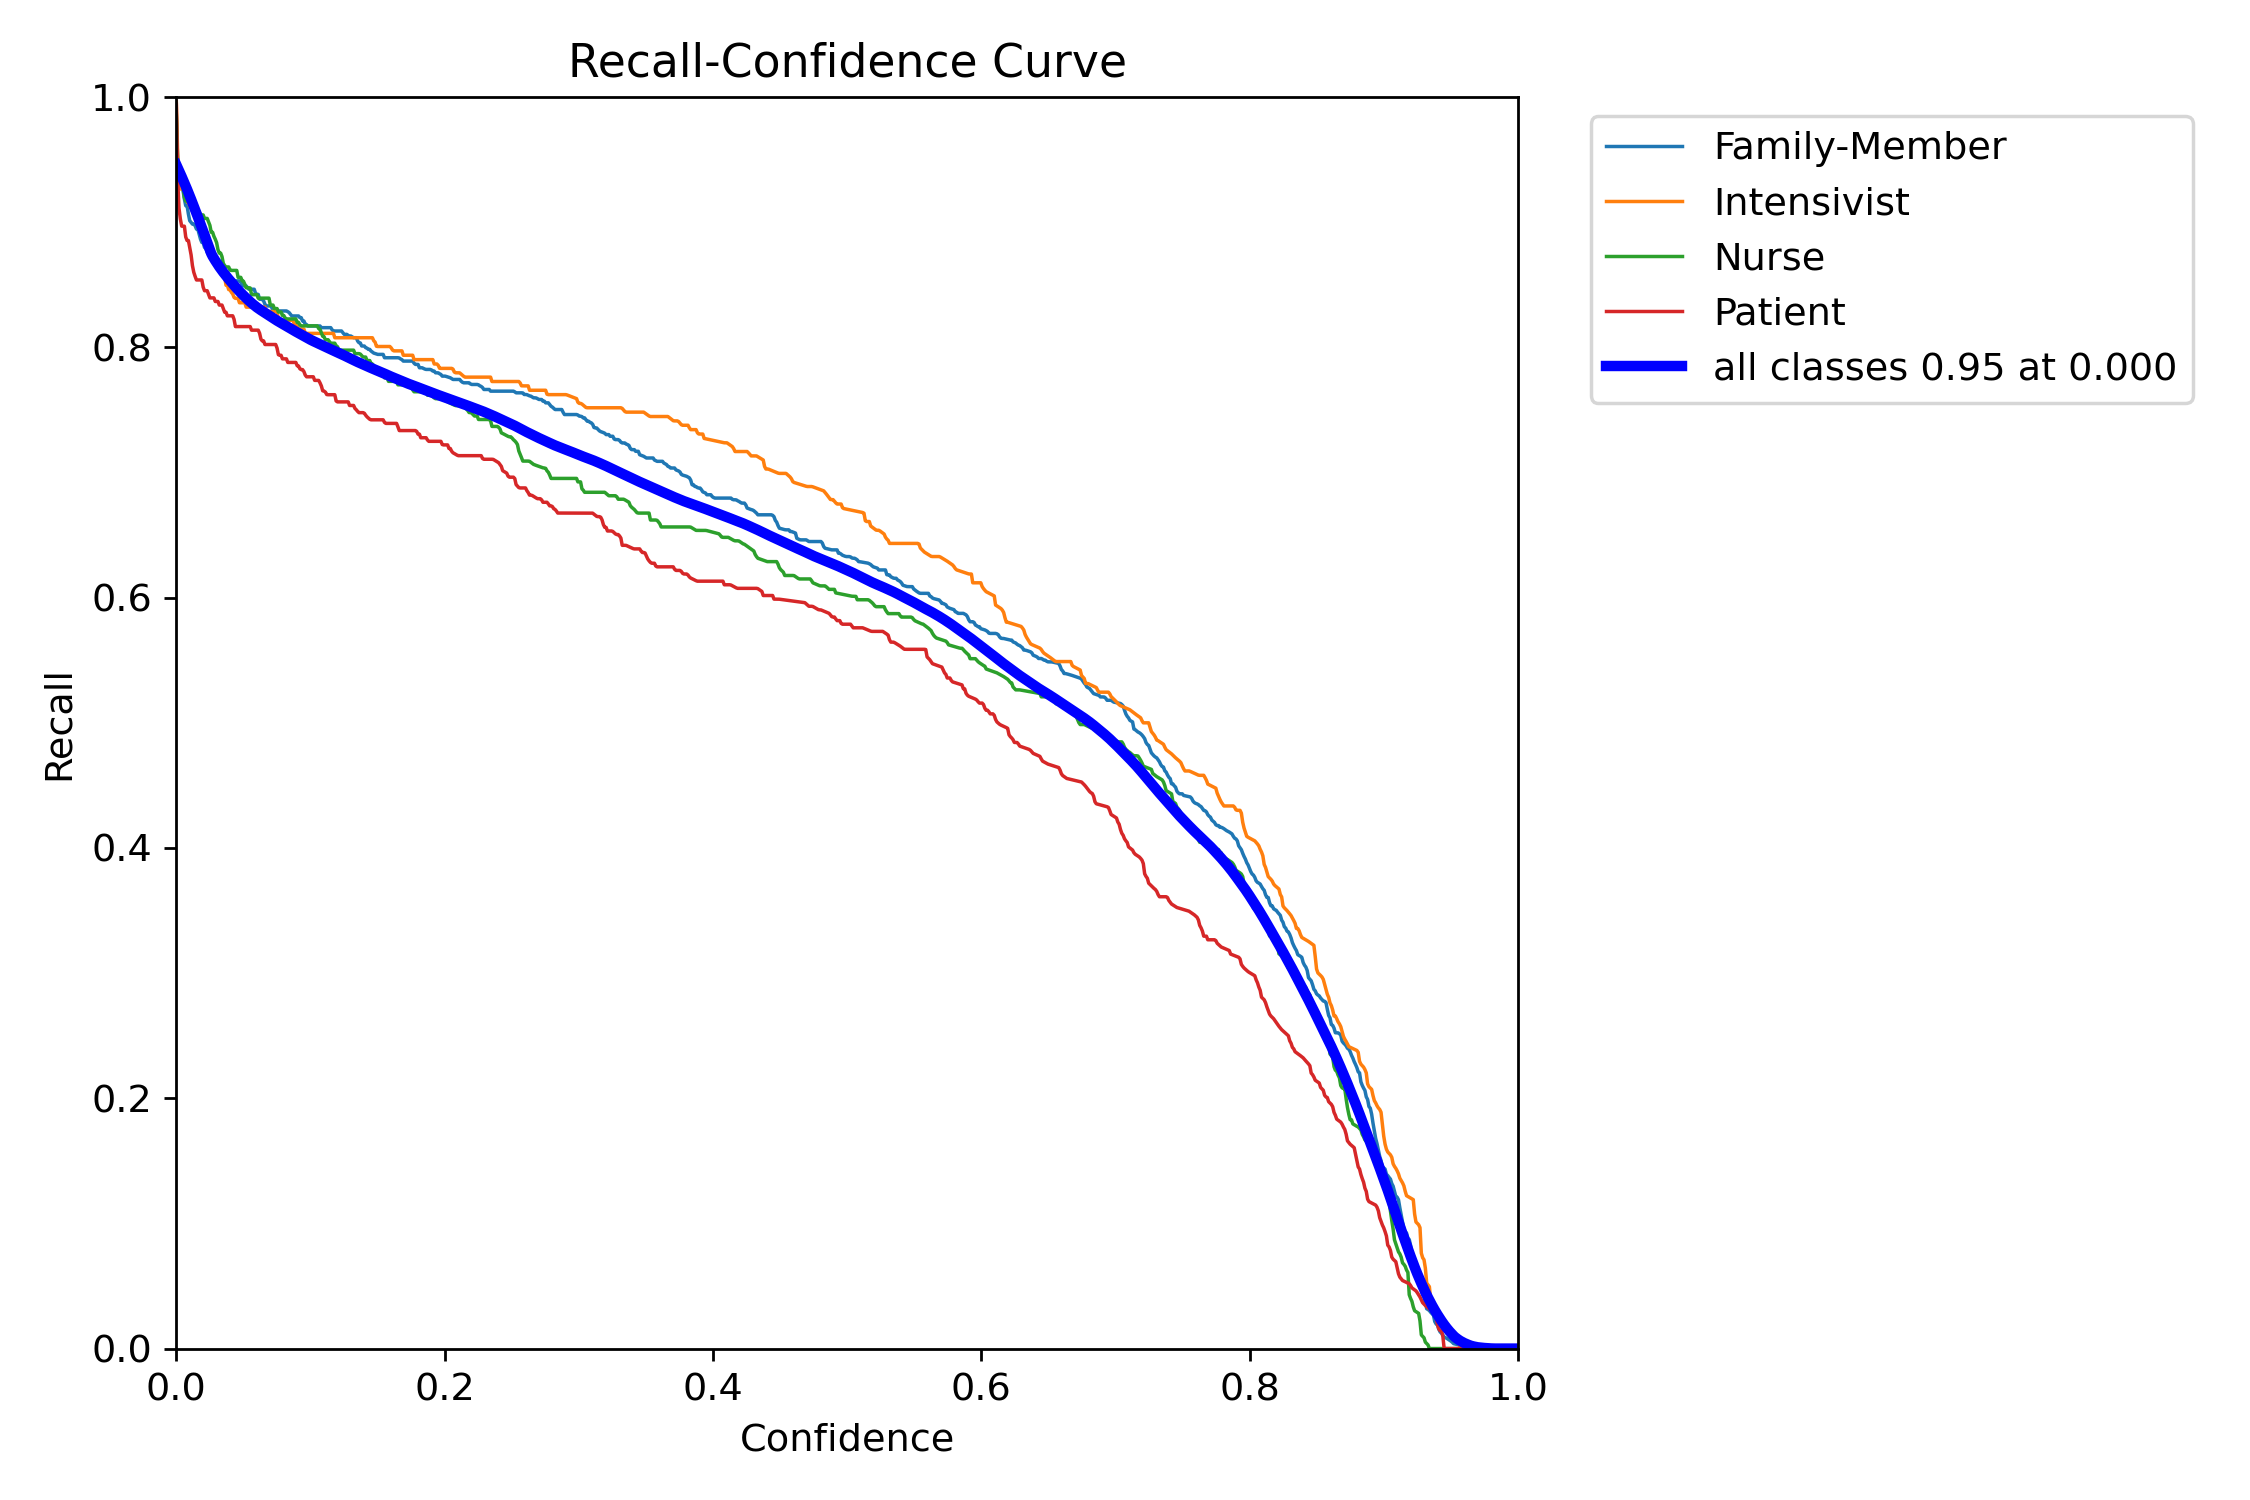 Recall-Confidence Curve
1.0
0.8
0.6
0.4
0.2
0.0
Recall
0.0 0.2 0.4 0.6 0.8 1.0
Confidence
Family-Member
Intensivist
Nurse
Patient
all classes 0.95 at 0.000